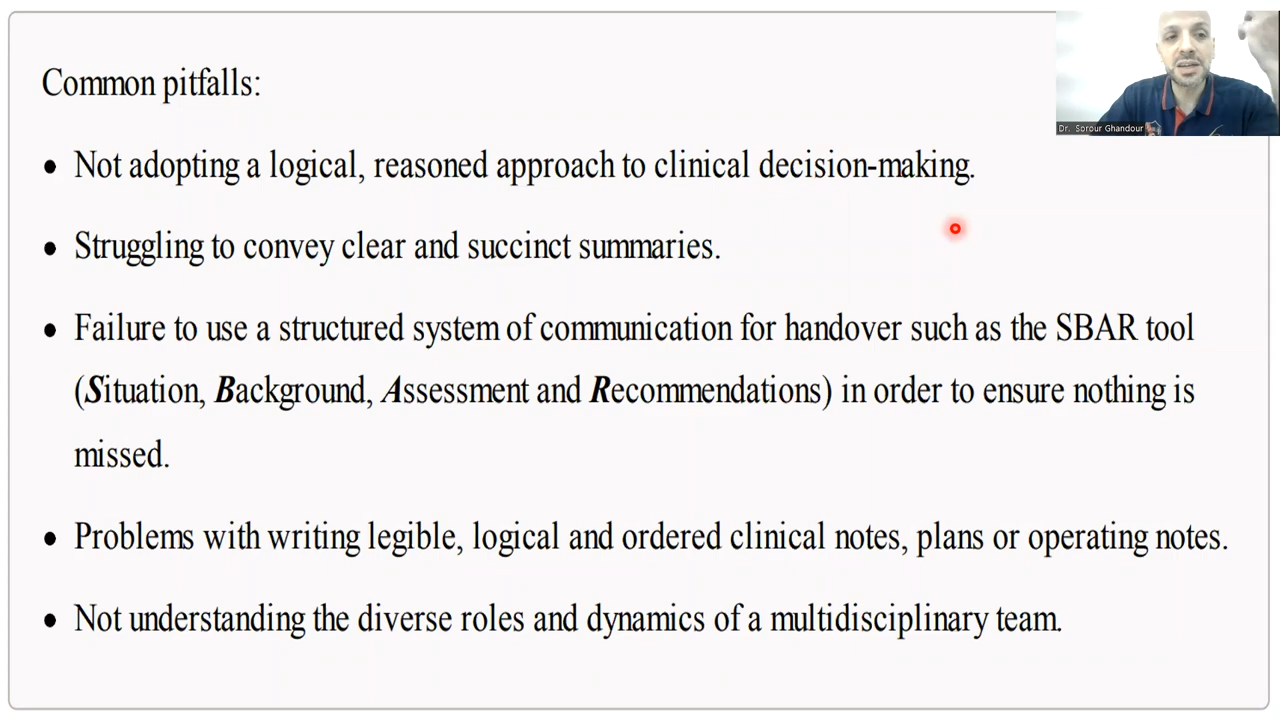 Common pitfalls:
Dr. Sorour Ghandour
• Not adopting a logical, reasoned approach to clinical decision-making.
• Struggling to convey clear and succinct summaries.
• Failure to use a structured system of communication for handover such as the SBAR tool
(Situation, Background, Assessment and Recommendations) in order to ensure nothing is
missed.
• Problems with writing legible, logical and ordered clinical notes, plans or operating notes.
• Not understanding the diverse roles and dynamics of a multidisciplinary team.